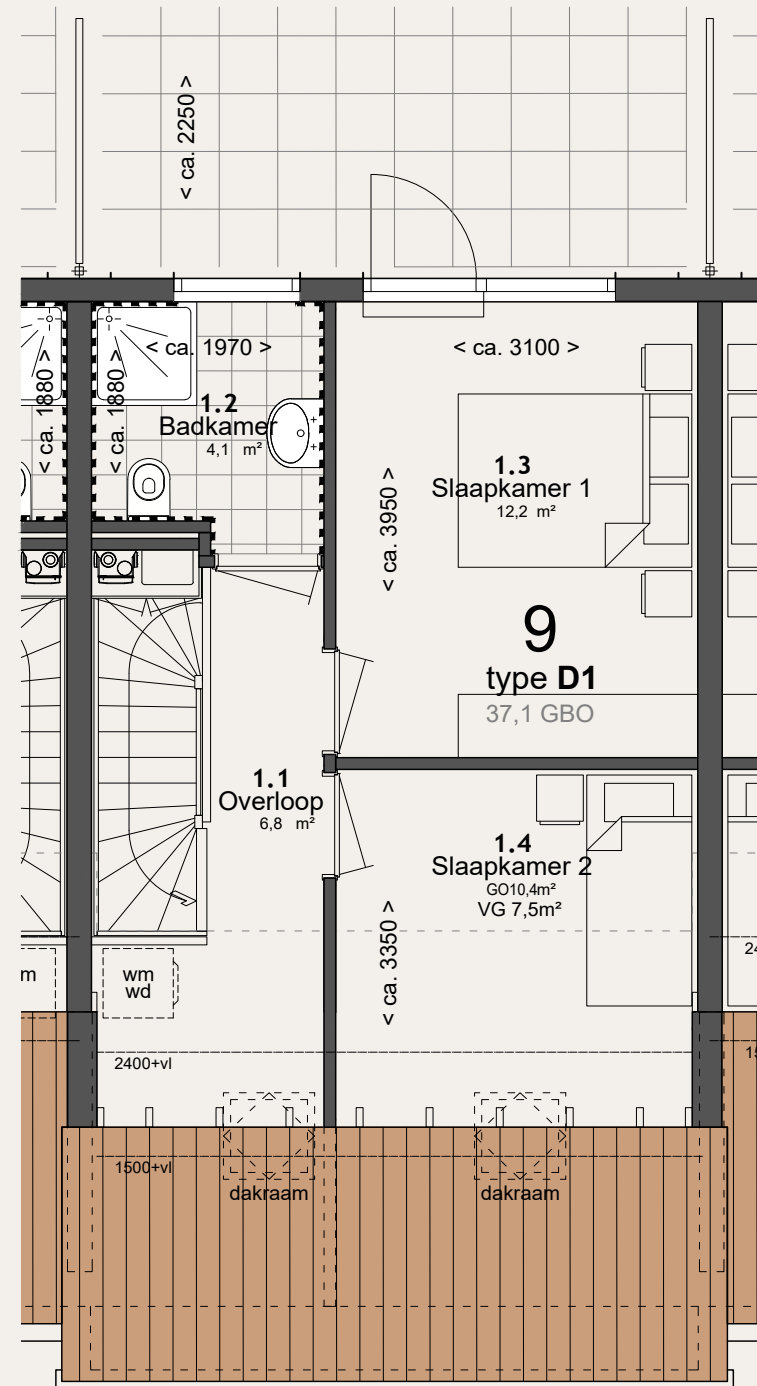 < ca. 2250 >
< ca. 1970 >
< ca. 3100 >
< ca. 1880 >
< ca. 1880 >
1.2
Badkamer
4,1 m²
1.3
Slaapkamer 1
12,2 m²
< ca. 3950 >
9
type D1
37,1 GBO
1.1
Overloop
6,8 m²
1.4
Slaapkamer 2
GO10,4m²
VG 7,5m²
< ca. 3350 >
m
wm
wd
24
2400+vl
15
1500+vl
dakraam
dakraam